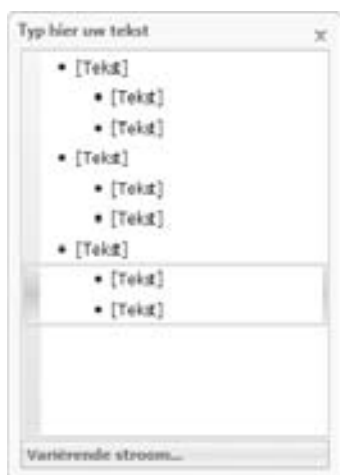 Typ hier uw tekst
• [Tekst]
• [Tekst]
• [Tekst]
• [Tekst]
• [Tekst]
• [Tekst]
• [Tekst]
• [Tekst]
• [Tekst]
Variërende stroom...